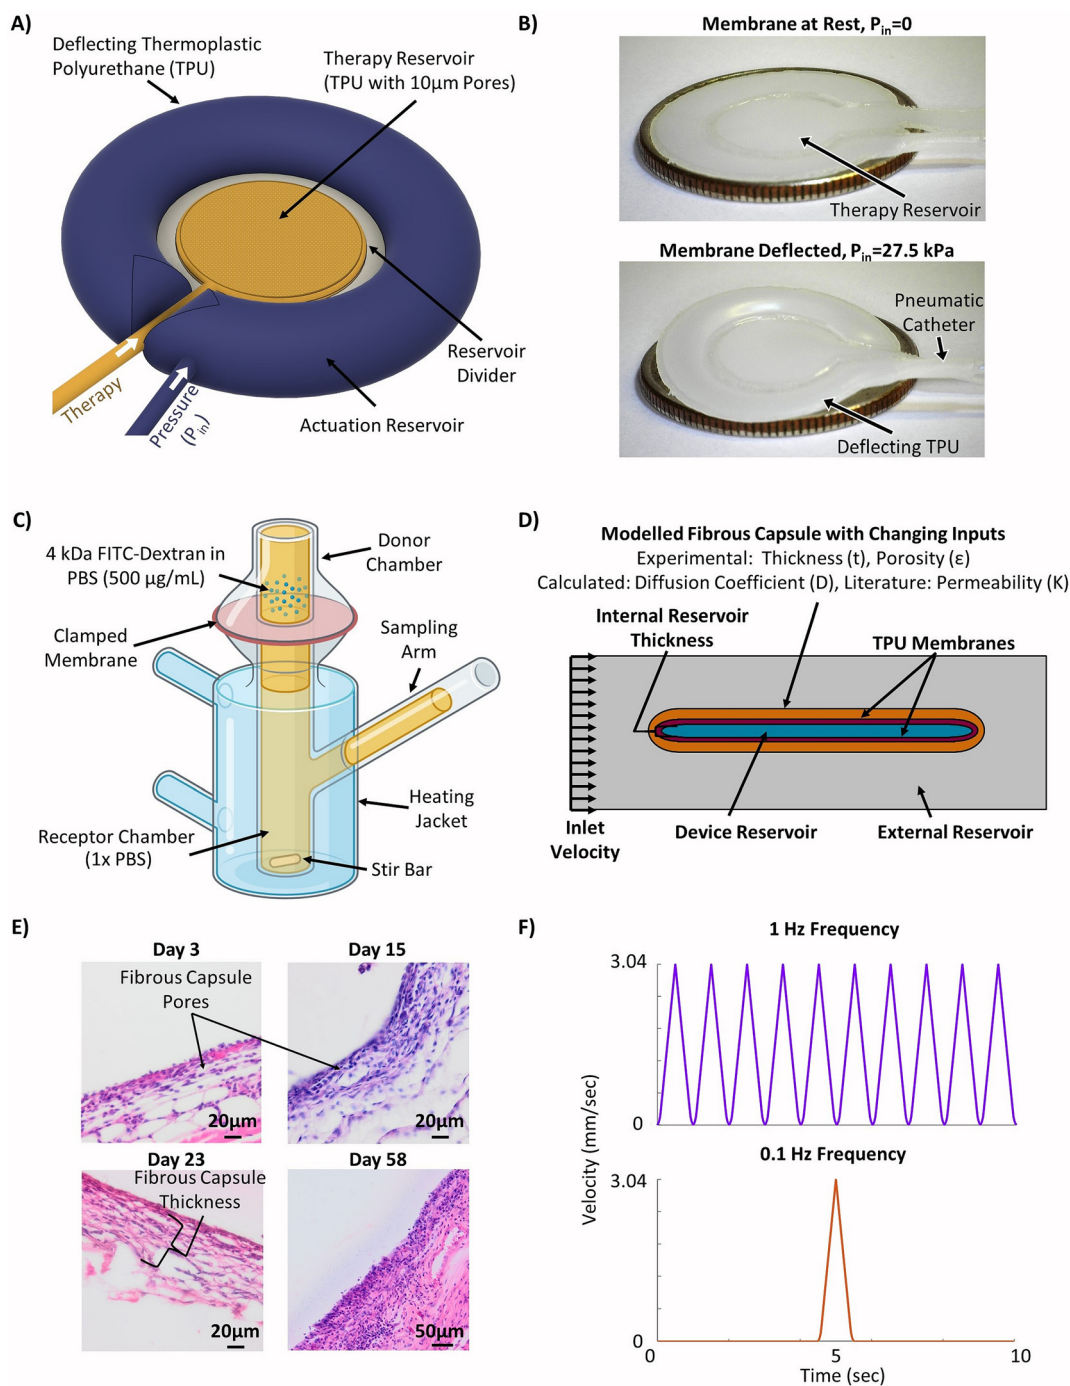 A)
Deflecting Thermoplastic
Polyurethane (TPU)
Therapy Reservoir
(TPU with 10µm Pores)
Reservoir
Divider
Actuation Reservoir
Therapy
Pressure
(Pin)
B)
Membrane at Rest, Pin=0
Therapy Reservoir
Membrane Deflected, Pin=27.5 kPa
Pneumatic
Catheter
Deflecting TPU
C)
4 kDa FITC-Dextran in
PBS (500 µg/mL)
Donor
Chamber
Clamped
Membrane
Sampling
Arm
Receptor Chamber
(1x PBS)
Heating
Jacket
Stir Bar
D)
Modelled Fibrous Capsule with Changing Inputs
Experimental: Thickness (t), Porosity (ε)
Calculated: Diffusion Coefficient (D), Literature: Permeability (K)
Internal Reservoir
Thickness
TPU Membranes
Inlet
Velocity
Device Reservoir
External Reservoir
E)
Day 3
Day 15
Fibrous Capsule
Pores
20µm
20µm
Day 23
Day 58
Fibrous Capsule
Thickness
20µm
50µm
F)
1 Hz Frequency
3.04
0
Velocity (mm/sec)
0.1 Hz Frequency
3.04
0
0
5
10
Time (sec)